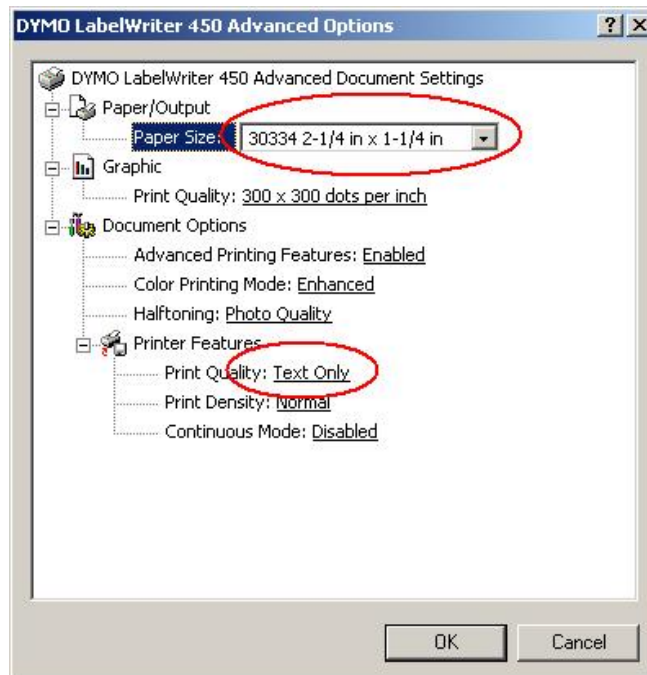 DYMO LabelWriter 450 Advanced Options
DYMO LabelWriter 450 Advanced Document Settings
Paper/Output
Paper Size: 30334 2-1/4 in x 1-1/4 in
Graphic
Print Quality: 300 x 300 dots per inch
Document Options
Advanced Printing Features: Enabled
Color Printing Mode: Enhanced
Halftoning: Photo Quality
Printer Features
Print Quality: Text Only
Print Density: Normal
Continuous Mode: Disabled
OK Cancel